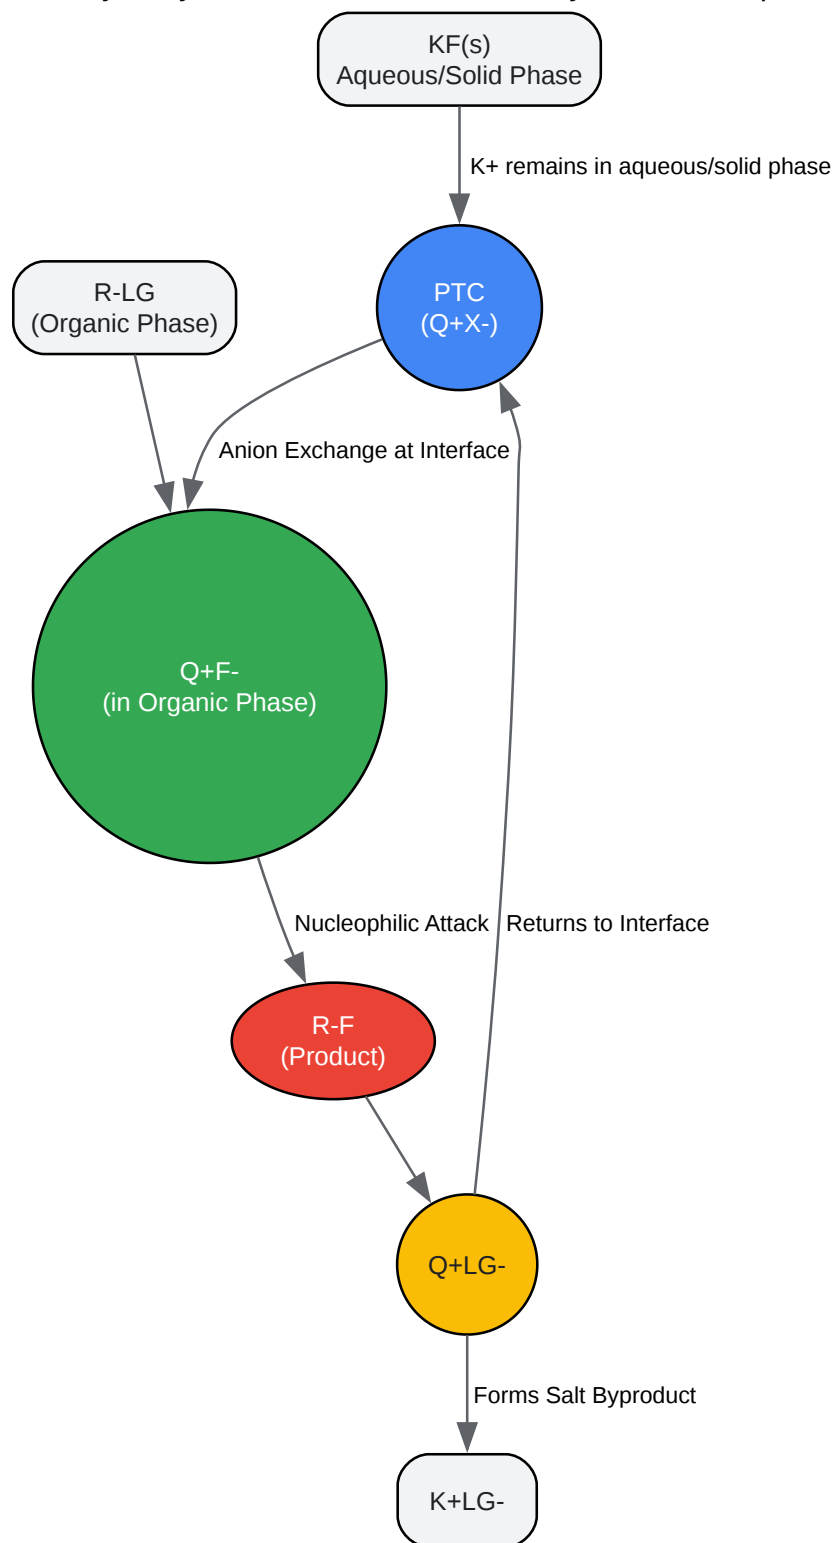 KF(s)
Aqueous/Solid Phase
K+ remains in aqueous/solid phase
R-LG
(Organic Phase)
PTC
(Q+X-)
Anion Exchange at Interface
Q+F-
(in Organic Phase)
Nucleophilic Attack
Returns to Interface
R-F
(Product)
Q+LG-
Forms Salt Byproduct
K+LG-